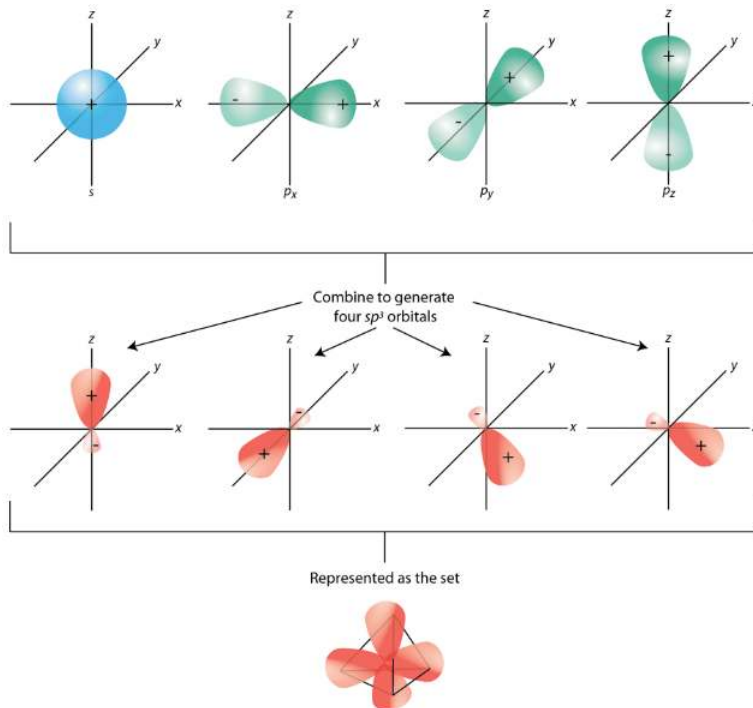 z z z z
y y y y
+ - + + - + -
x x x
s px py pz
Combine to generate
four sp³ orbitals
z z z z
y y y y
+ - - + - + - +
x x x
Represented as the set